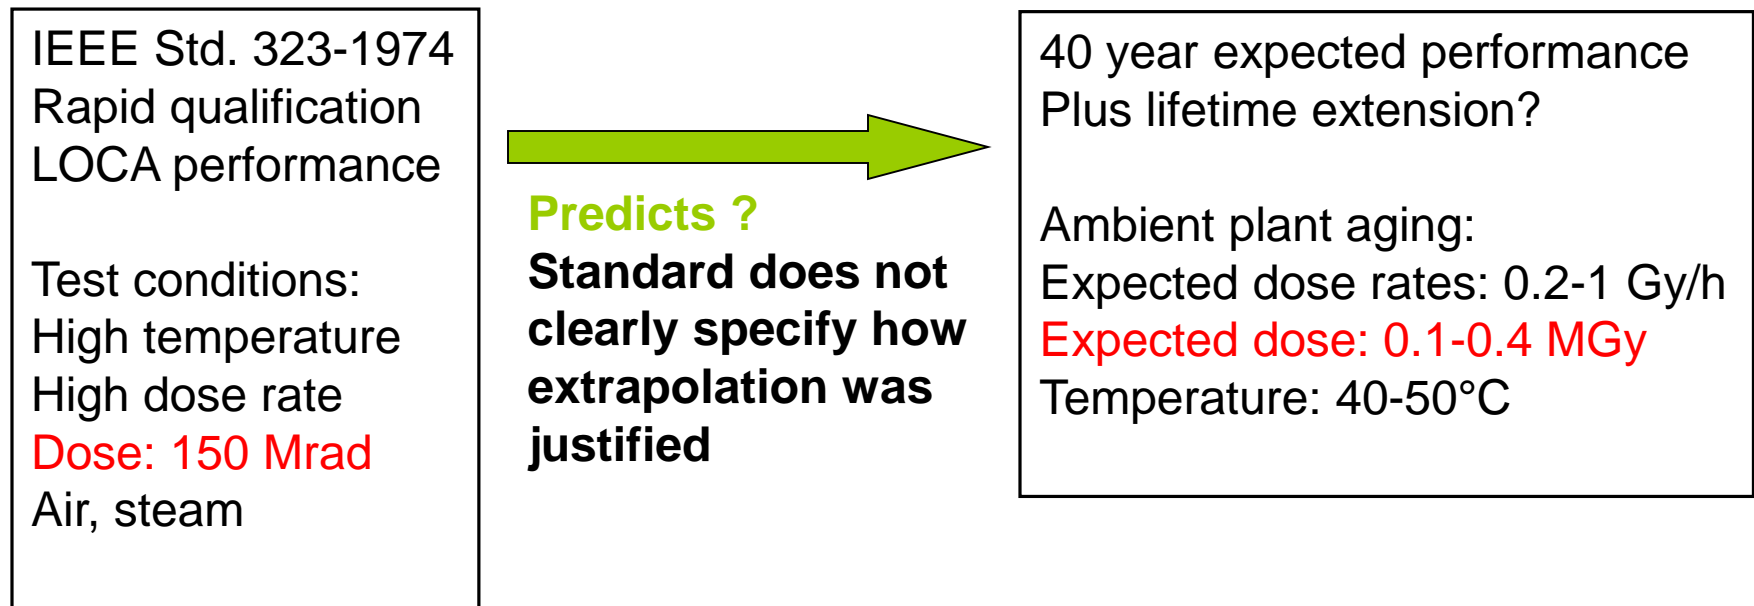 IEEE Std. 323-1974
Rapid qualification
LOCA performance
Test conditions:
High temperature
High dose rate
Dose: 150 Mrad
Air, steam
Predicts ?
Standard does not
clearly specify how
extrapolation was
justified
40 year expected performance
Plus lifetime extension?
Ambient plant aging:
Expected dose rates: 0.2-1 Gy/h
Expected dose: 0.1-0.4 MGy
Temperature: 40-50°C